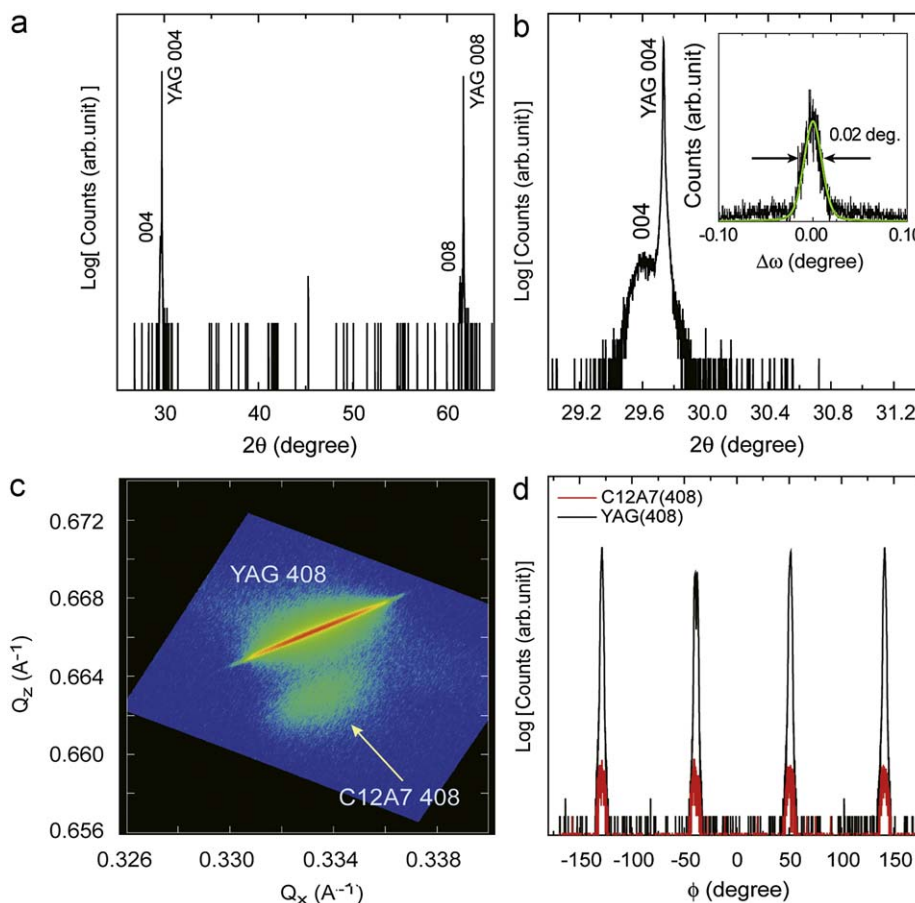 a
Log[ Counts (arb.unit) ]
YAG 004
004
YAG 008
008
30
40
50
60
2θ (degree)
b
Log [Counts (arb.unit)]
YAG 004
004
Counts (arb.unit)
0.02 deg.
-0.10
0.00
0.10
Δω (degree)
29.2
29.6
30.0
30.4
30.8
31.2
2θ (degree)
c
Q_z (A⁻¹)
0.672
0.668
0.664
0.660
0.656
YAG 408
C12A7 408
0.326
0.330
0.334
0.338
Q_x (A⁻¹)
d
Log [Counts (arb.unit)]
C12A7(408)
YAG(408)
-150
-100
-50
0
50
100
150
ϕ (degree)